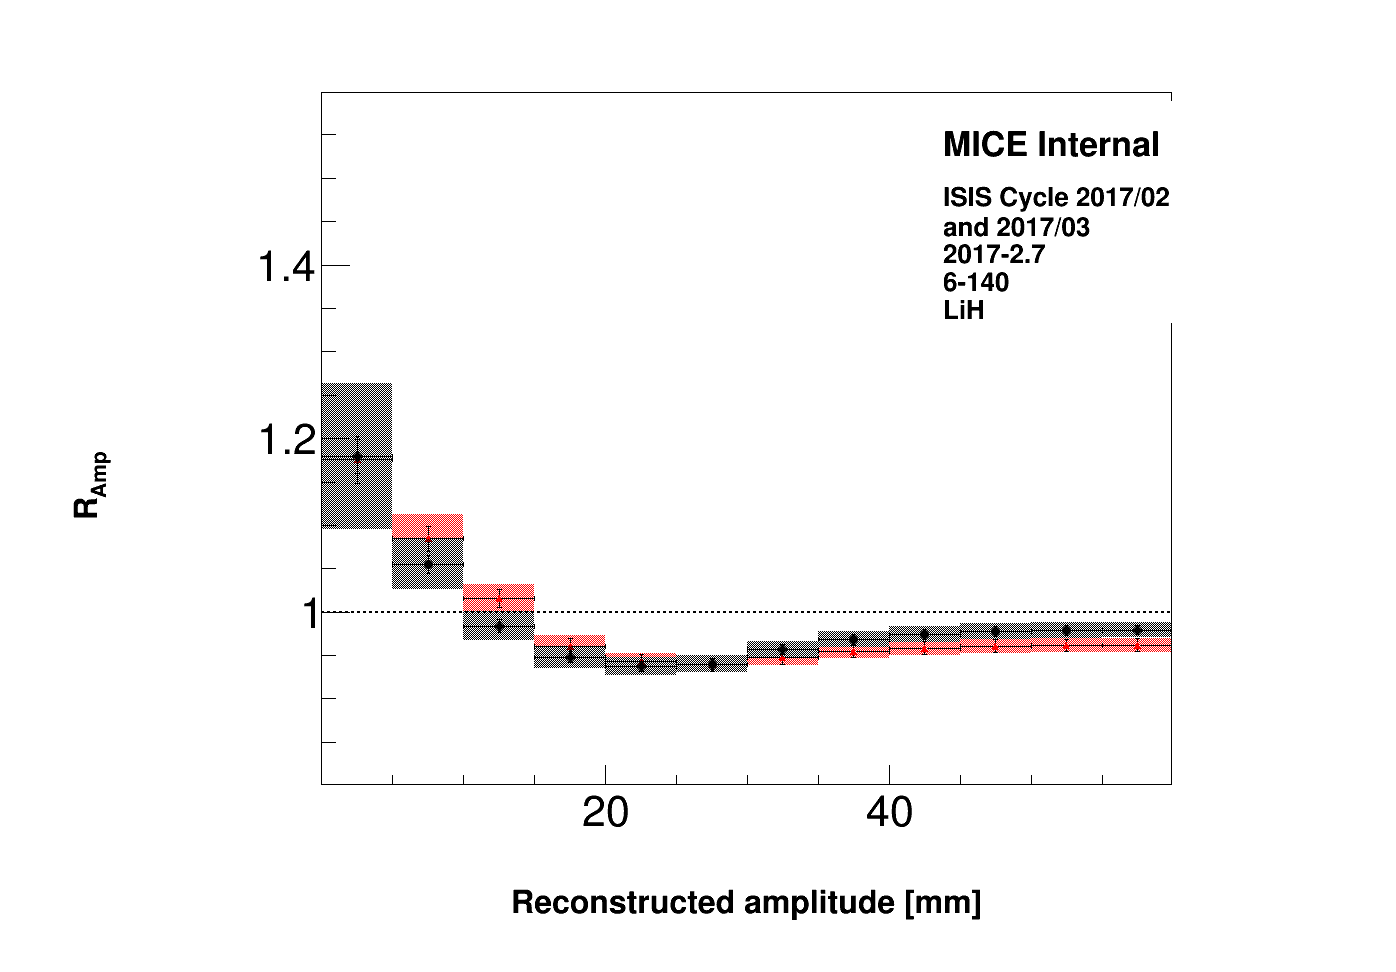 MICE Internal
ISIS Cycle 2017/02
and 2017/03
2017-2.7
6-140
LiH
1.4
1.2
1
R_Amp
20 40
Reconstructed amplitude [mm]